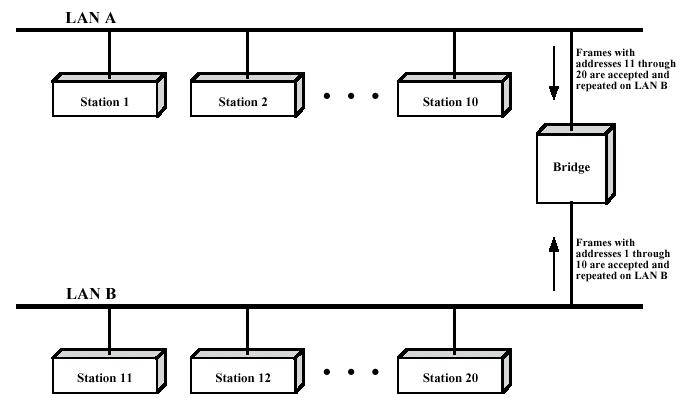 LAN A
Frames with
addresses 11 through
20 are accepted and
repeated on LAN B
Station 1
Station 2
Station 10
Bridge
Frames with
addresses 1 through
10 are accepted and
repeated on LAN B
LAN B
Station 11
Station 12
Station 20